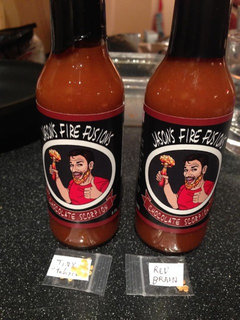 JASON'S FIRE FUSIONS
CHOCOLATE SCORPION
JASON'S FIRE FUSIONS
CHOCOLATE SCORPION
RED
BRAIN